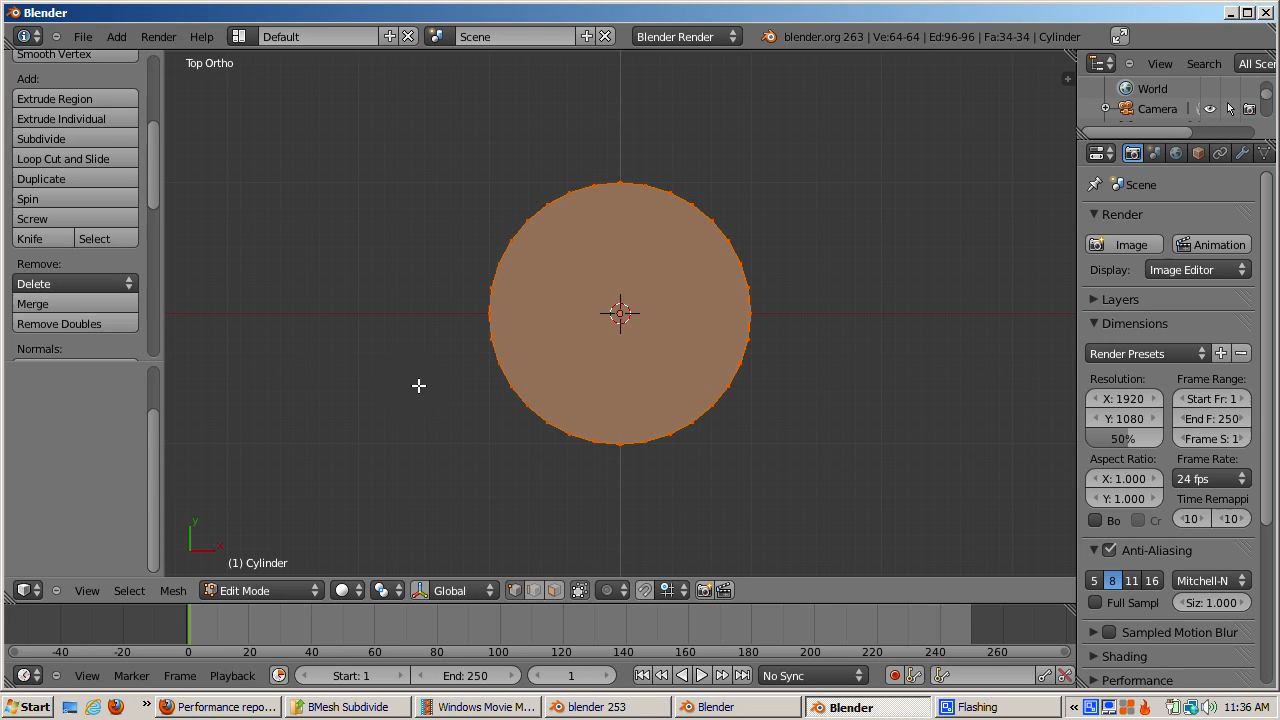 Blender
File Add Render Help Default Scene Blender Render blender.org 263 | Ve:64-64 | Ed:96-96 | Fa:34-34 | Cylinder
Smooth Vertex
Add:
Extrude Region
Extrude Individual
Subdivide
Loop Cut and Slide
Duplicate
Spin
Screw
Knife Select
Remove:
Delete
Merge
Remove Doubles
Normals:
Top Ortho
y
x
(1) Cylinder
View Select Mesh Edit Mode Global
View Search All Scer
World
Camera
Scene
Render
Image Animation
Display: Image Editor
Layers
Dimensions
Render Presets
Resolution: Frame Range:
X: 1920 Start Fr: 1
Y: 1080 End F: 250
50% Frame S: 1
Aspect Ratio: Frame Rate:
X: 1.000 24 fps
Y: 1.000 Time Remappi
Bo Cr 10 10
Anti-Aliasing
5 8 11 16 Mitchell-N
Full Sampl Siz: 1.000
Sampled Motion Blur
Shading
Performance
-40 -20 0 20 40 60 80 100 120 140 160 180 200 220 240 260
View Marker Frame Playback Start: 1 End: 250 1 No Sync
Start Performance repo... BMesh Subdivide Windows Movie M... blender 253 Blender Blender Flashing 11:36 AM